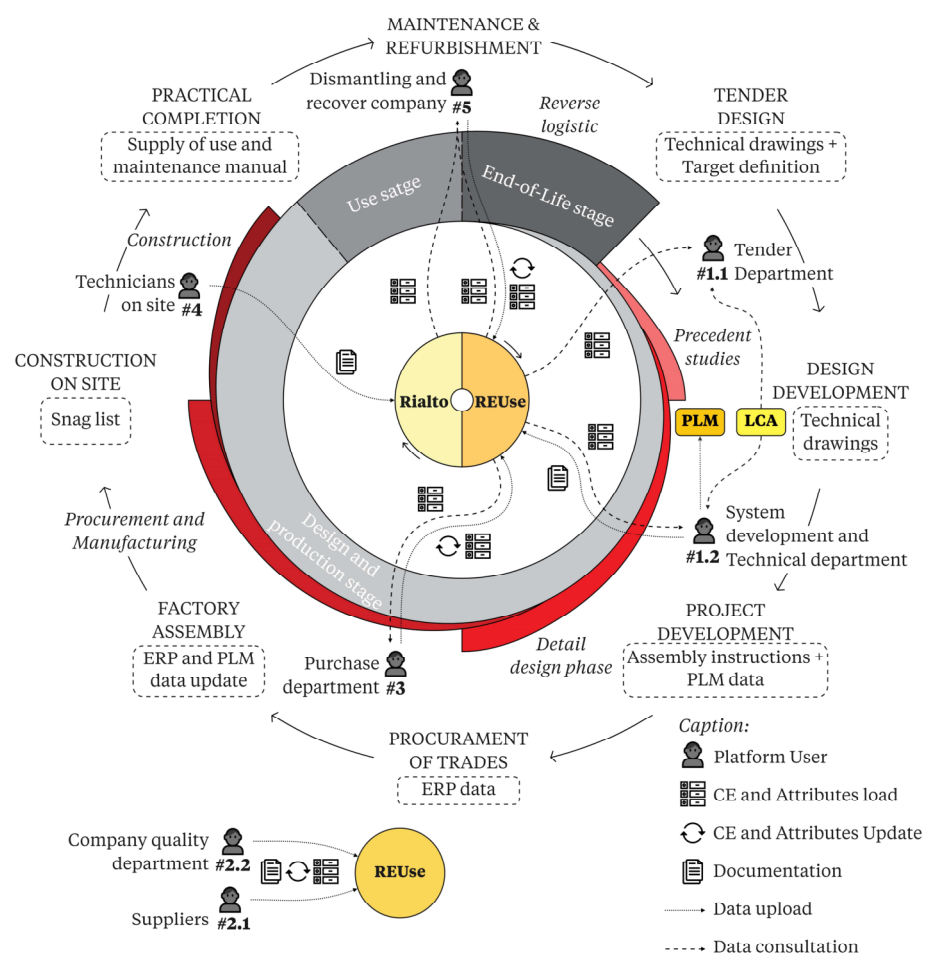 MAINTENANCE &
REFURBISHMENT
Dismantling and
recover company
#5
Reverse
logistic
PRACTICAL
COMPLETION
Supply of use and
maintenance manual
TENDER
DESIGN
Technical drawings +
Target definition
Use satge
End-of-Life stage
Construction
Technicians
on site
#4
Tender
Department
#1.1
Precedent
studies
CONSTRUCTION
ON SITE
Snag list
Rialto
REUse
PLM
LCA
DESIGN
DEVELOPMENT
Technical
drawings
Procurement and
Manufacturing
Design and
production stage
System
development and
Technical department
#1.2
FACTORY
ASSEMBLY
ERP and PLM
data update
Purchase
department
#3
Detail
design phase
PROJECT
DEVELOPMENT
Assembly instructions +
PLM data
PROCURAMENT
OF TRADES
ERP data
Caption:
Platform User
CE and Attributes load
CE and Attributes Update
Documentation
Data upload
Data consultation
Company quality
department
#2.2
Suppliers
#2.1
REUse